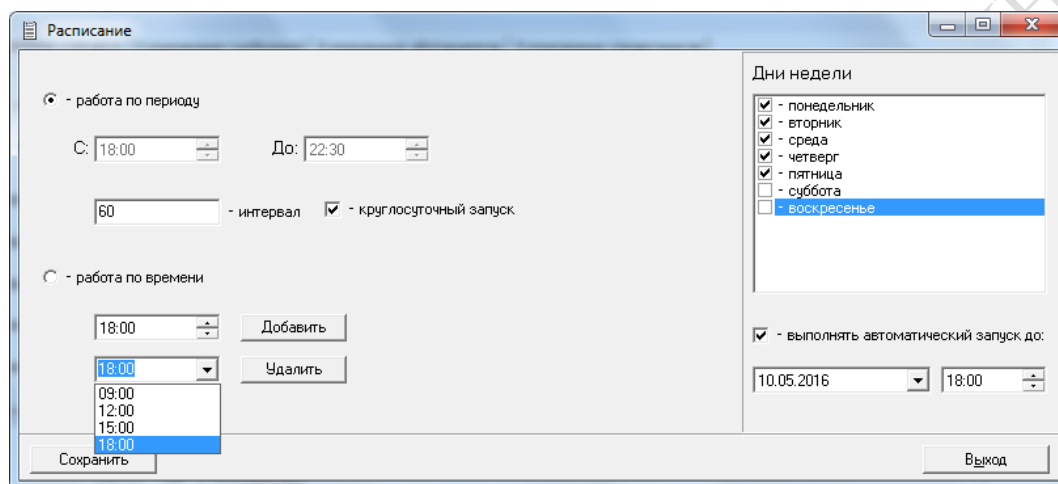 Расписание
- работа по периоду
С: 18:00 До: 22:30
60 - интервал - круглосуточный запуск
- работа по времени
18:00 Добавить
18:00 Удалить
09:00
12:00
15:00
18:00
Сохранить
Дни недели
- понедельник
- вторник
- среда
- четверг
- пятница
- суббота
- воскресенье
- выполнять автоматический запуск до:
10.05.2016 18:00
Выход